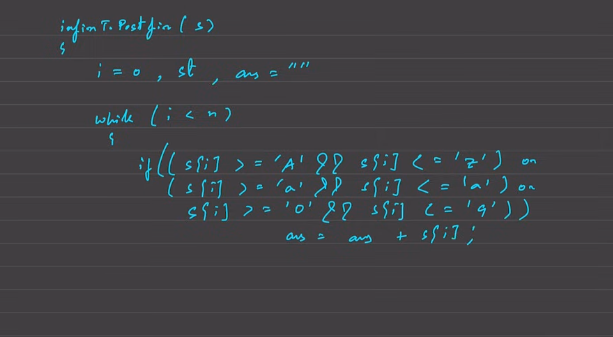 infixToPostfix(s)
{
i = 0, st, ans = ""
while (i < n)
{
if((s[i] >= 'A' && s[i] <= 'Z') or
(s[i] >= 'a' && s[i] <= 'a') or
s[i] >= '0' && s[i] <= '9'))
ans = ans + s[i];